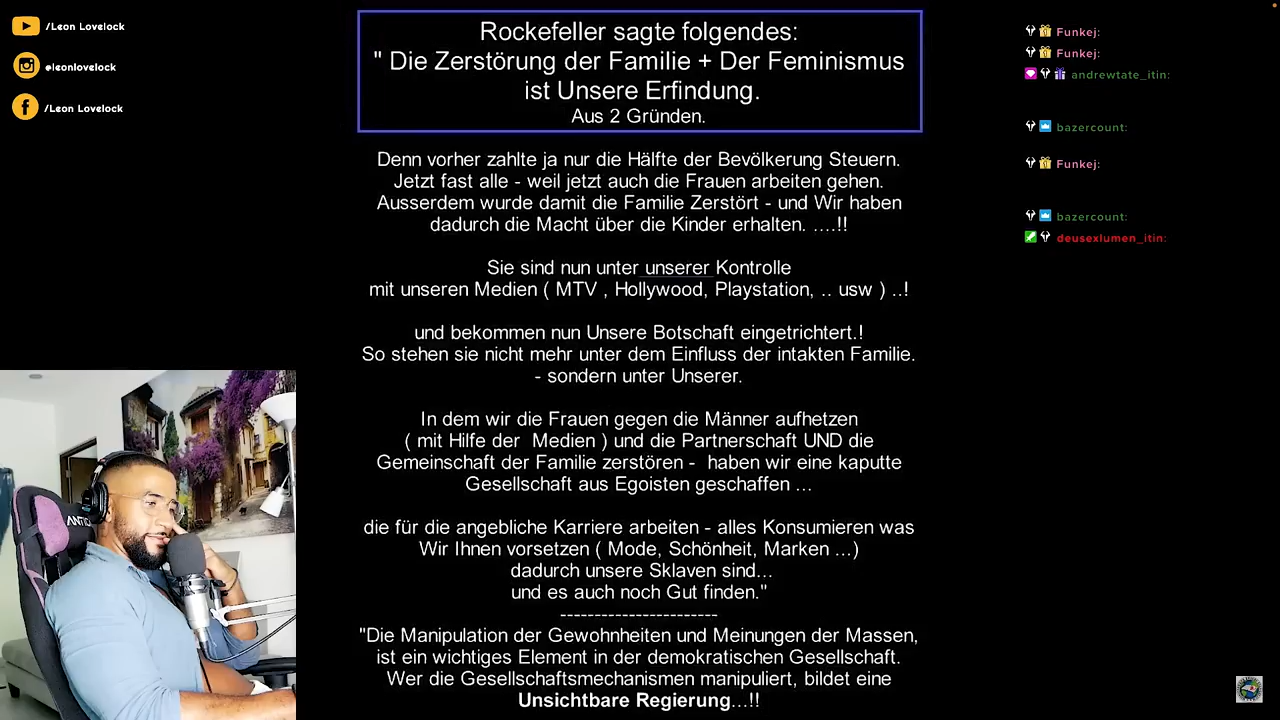 /Leon Lovelock
@leonlovelock
/Leon Lovelock
Rockefeller sagte folgendes:
" Die Zerstörung der Familie + Der Feminismus
ist Unsere Erfindung.
Aus 2 Gründen.
Denn vorher zahlte ja nur die Hälfte der Bevölkerung Steuern.
Jetzt fast alle - weil jetzt auch die Frauen arbeiten gehen.
Ausserdem wurde damit die Familie Zerstört - und Wir haben
dadurch die Macht über die Kinder erhalten. ….!!
Sie sind nun unter unserer Kontrolle
mit unseren Medien ( MTV , Hollywood, Playstation, .. usw ) ..!
und bekommen nun Unsere Botschaft eingetrichtert.!
So stehen sie nicht mehr unter dem Einfluss der intakten Familie.
- sondern unter Unserer.
In dem wir die Frauen gegen die Männer aufhetzen
( mit Hilfe der  Medien ) und die Partnerschaft UND die
Gemeinschaft der Familie zerstören -  haben wir eine kaputte
Gesellschaft aus Egoisten geschaffen ...
die für die angebliche Karriere arbeiten - alles Konsumieren was
Wir Ihnen vorsetzen ( Mode, Schönheit, Marken ...)
dadurch unsere Sklaven sind...
und es auch noch Gut finden."
-----------------------
"Die Manipulation der Gewohnheiten und Meinungen der Massen,
ist ein wichtiges Element in der demokratischen Gesellschaft.
Wer die Gesellschaftsmechanismen manipuliert, bildet eine
Unsichtbare Regierung...!!
Funkej:
Funkej:
andrewtate_itin:
bazercount:
Funkej:
bazercount:
deusexlumen_itin: